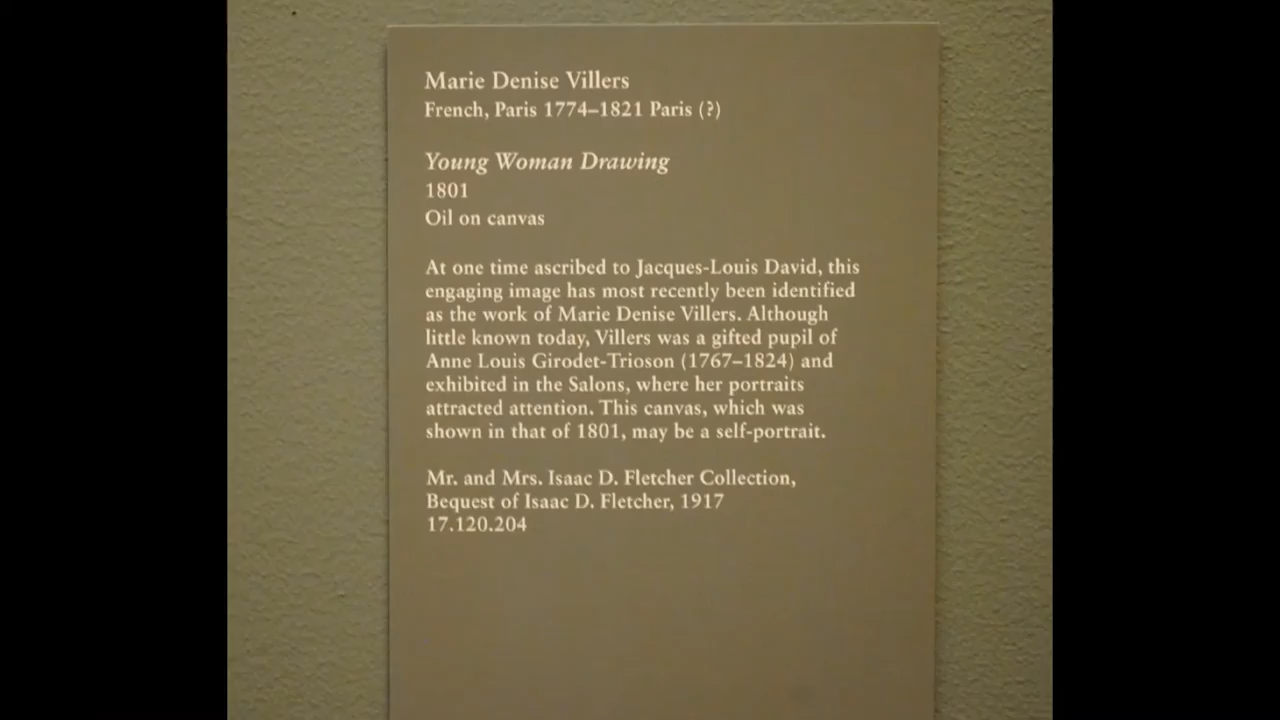 Marie Denise Villers
French, Paris 1774–1821 Paris (?)
Young Woman Drawing
1801
Oil on canvas
At one time ascribed to Jacques-Louis David, this
engaging image has most recently been identified
as the work of Marie Denise Villers. Although
little known today, Villers was a gifted pupil of
Anne Louis Girodet-Trioson (1767–1824) and
exhibited in the Salons, where her portraits
attracted attention. This canvas, which was
shown in that of 1801, may be a self-portrait.
Mr. and Mrs. Isaac D. Fletcher Collection,
Bequest of Isaac D. Fletcher, 1917
17.120.204